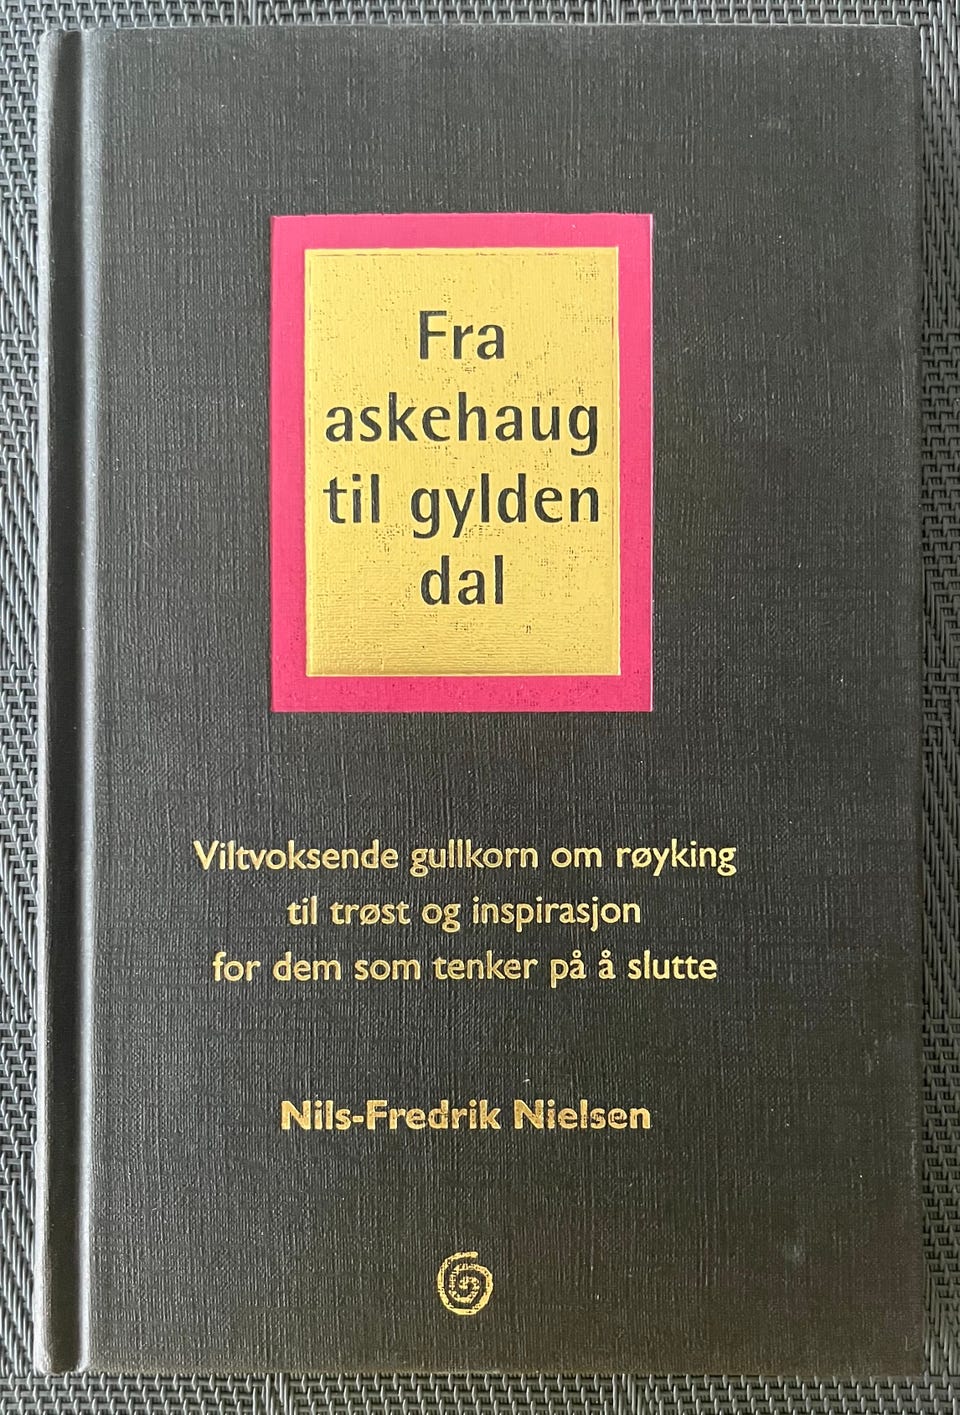 Fra
askehaug
til gylden
dal
Viltvoksende gullkorn om røyking
til trøst og inspirasjon
for dem som tenker på å slutte
Nils-Fredrik Nielsen